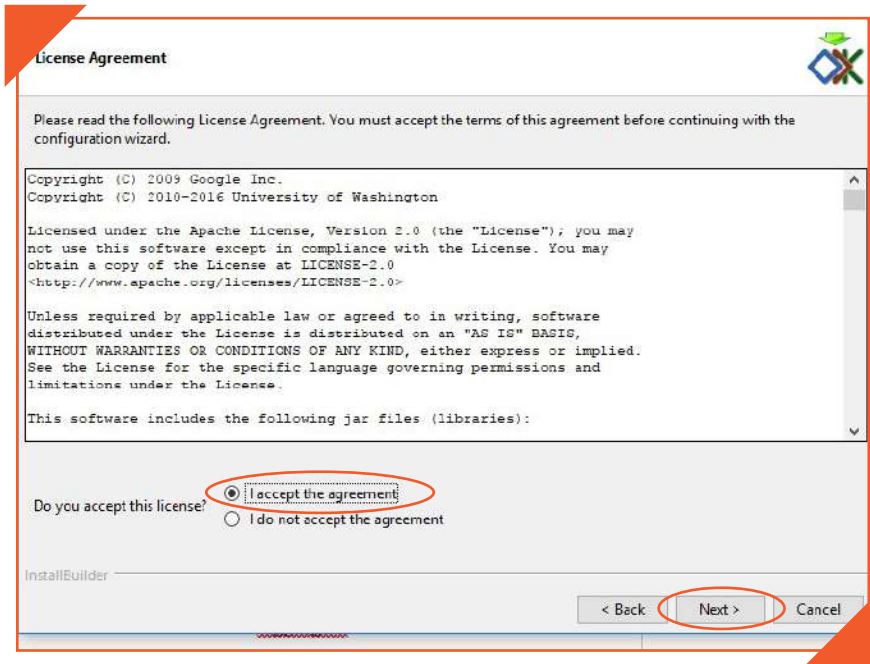 License Agreement
Please read the following License Agreement. You must accept the terms of this agreement before continuing with the
configuration wizard.
Copyright (C) 2009 Google Inc.
Copyright (C) 2010-2016 University of Washington
Licensed under the Apache License, Version 2.0 (the "License"); you may
not use this software except in compliance with the License. You may
obtain a copy of the License at LICENSE-2.0
<http://www.apache.org/licenses/LICENSE-2.0>
Unless required by applicable law or agreed to in writing, software
distributed under the License is distributed on an "AS IS" BASIS,
WITHOUT WARRANTIES OR CONDITIONS OF ANY KIND, either express or implied.
See the License for the specific language governing permissions and
limitations under the License.
This software includes the following jar files (libraries):
I accept the agreement
Do you accept this license?
I do not accept the agreement
InstallBuilder
< Back Next > Cancel